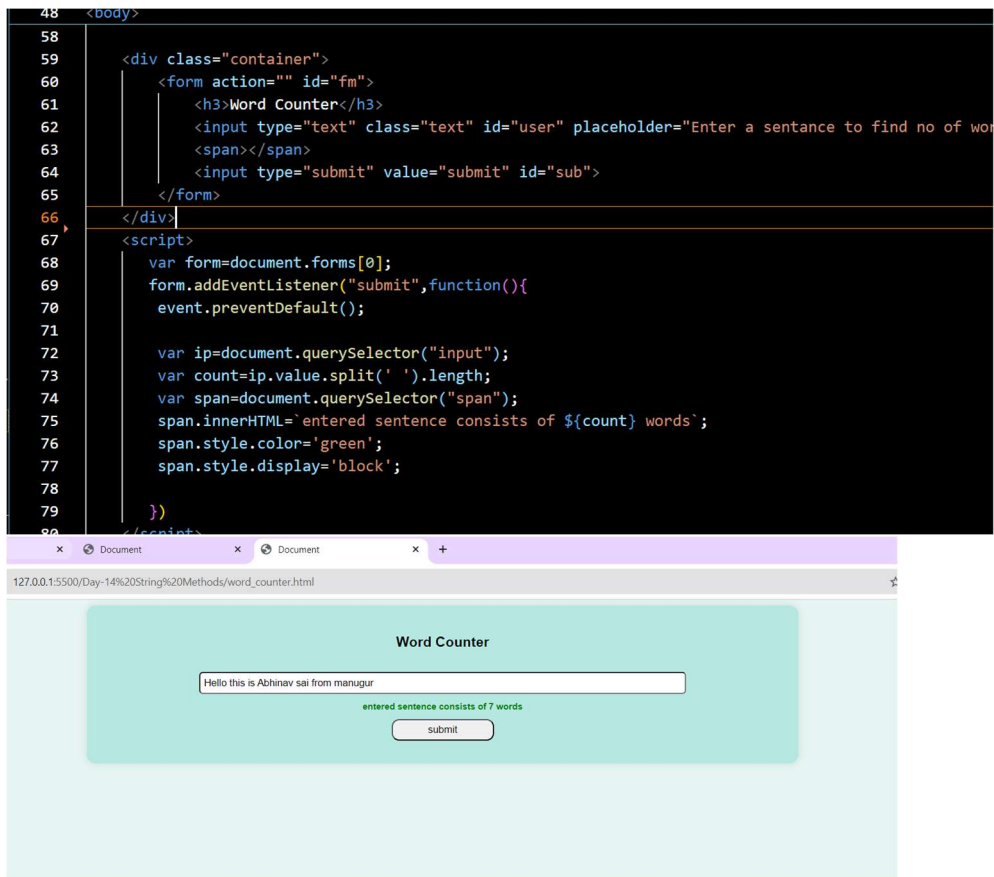 48 <body>
58
59 <div class="container">
60 <form action="" id="fm">
61 <h3>Word Counter</h3>
62 <input type="text" class="text" id="user" placeholder="Enter a sentance to find no of wor
63 <span></span>
64 <input type="submit" value="submit" id="sub">
65 </form>
66 </div>
67 <script>
68 var form=document.forms[0];
69 form.addEventListener("submit",function(){
70 event.preventDefault();
71
72 var ip=document.querySelector("input");
73 var count=ip.value.split(' ').length;
74 var span=document.querySelector("span");
75 span.innerHTML=`entered sentence consists of ${count} words`;
76 span.style.color='green';
77 span.style.display='block';
78
79 })
80 </script>
× Document × Document × +
127.0.0.1:5500/Day-14%20String%20Methods/word_counter.html
Word Counter
Hello this is Abhinav sai from manugur
entered sentence consists of 7 words
submit